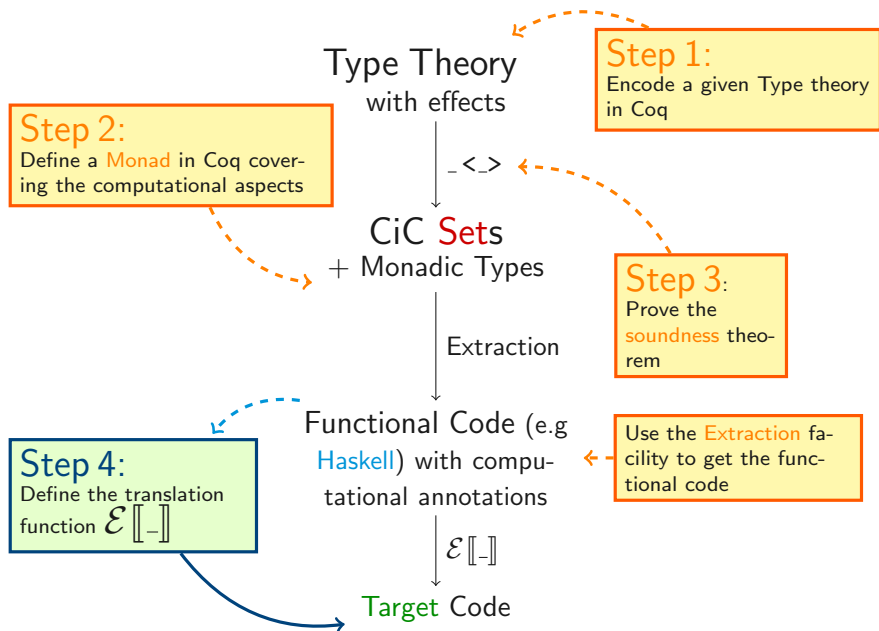 Type Theory
with effects
Step 1:
Encode a given Type theory
in Coq
Step 2:
Define a Monad in Coq cover-
ing the computational aspects
_ <_>
CiC Sets
+ Monadic Types
Step 3:
Prove the
soundness theo-
rem
Extraction
Functional Code (e.g
Haskell) with compu-
tational annotations
Use the Extraction fa-
cility to get the func-
tional code
Step 4:
Define the translation
function ℰ⟦_⟧
ℰ⟦_⟧
Target Code